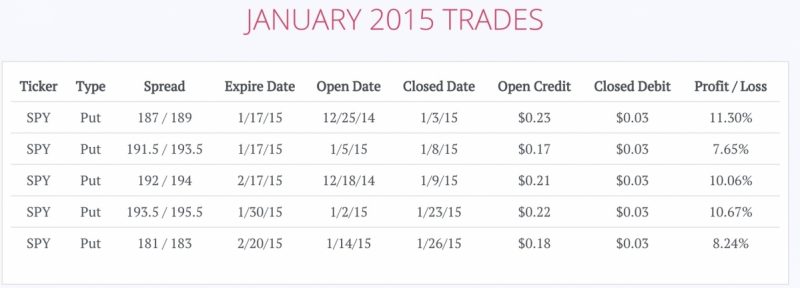 JANUARY 2015 TRADES
Ticker Type Spread Expire Date Open Date Closed Date Open Credit Closed Debit Profit / Loss
SPY Put 187 / 189 1/17/15 12/25/14 1/3/15 $0.23 $0.03 11.30%
SPY Put 191.5 / 193.5 1/17/15 1/5/15 1/8/15 $0.17 $0.03 7.65%
SPY Put 192 / 194 2/17/15 12/18/14 1/9/15 $0.21 $0.03 10.06%
SPY Put 193.5 / 195.5 1/30/15 1/2/15 1/23/15 $0.22 $0.03 10.67%
SPY Put 181 / 183 2/20/15 1/14/15 1/26/15 $0.18 $0.03 8.24%